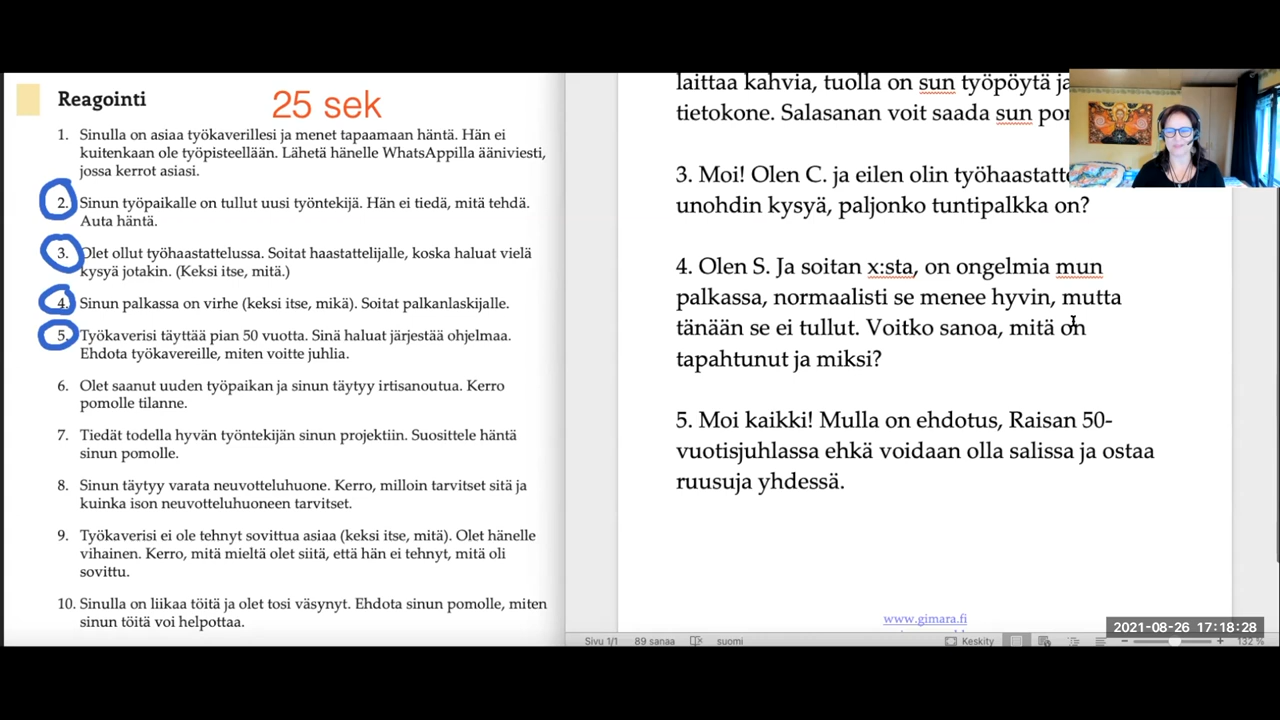 Reagointi
25 sek
1. Sinulla on asiaa työkaverillesi ja menet tapaamaan häntä. Hän ei
kuitenkaan ole työpisteellään. Lähetä hänelle WhatsAppilla ääniviesti,
jossa kerrot asiasi.
2. Sinun työpaikalle on tullut uusi työntekijä. Hän ei tiedä, mitä tehdä.
Auta häntä.
3. Olet ollut työhaastattelussa. Soitat haastattelijalle, koska haluat vielä
kysyä jotakin. (Keksi itse, mitä.)
4. Sinun palkassa on virhe (keksi itse, mikä). Soitat palkanlaskijalle.
5. Työkaverisi täyttää pian 50 vuotta. Sinä haluat järjestää ohjelmaa.
Ehdota työkavereille, miten voitte juhlia.
6. Olet saanut uuden työpaikan ja sinun täytyy irtisanoutua. Kerro
pomolle tilanne.
7. Tiedät todella hyvän työntekijän sinun projektiin. Suosittele häntä
sinun pomolle.
8. Sinun täytyy varata neuvotteluhuone. Kerro, milloin tarvitset sitä ja
kuinka ison neuvotteluhuoneen tarvitset.
9. Työkaverisi ei ole tehnyt sovittua asiaa (keksi itse, mitä). Olet hänelle
vihainen. Kerro, mitä mieltä olet siitä, että hän ei tehnyt, mitä oli
sovittu.
10. Sinulla on liikaa töitä ja olet tosi väsynyt. Ehdota sinun pomolle, miten
sinun töitä voi helpottaa.
laittaa kahvia, tuolla on sun työpöytä ja
tietokone. Salasanan voit saada sun
3. Moi! Olen C. ja eilen olin
unohdin kysyä, paljonko tuntipalkka on?
4. Olen S. Ja soitan x:sta, on ongelmia mun
palkassa, normaalisti se menee hyvin, mutta
tänään se ei tullut. Voitko sanoa, mitä on
tapahtunut ja miksi?
5. Moi kaikki! Mulla on ehdotus, Raisan 50-
vuotisjuhlassa ehkä voidaan olla salissa ja ostaa
ruusuja yhdessä.
www.gimara.fi
2021-08-26 17:18:28
Sivu 1/1 89 sanaa suomi Keskity 132 %